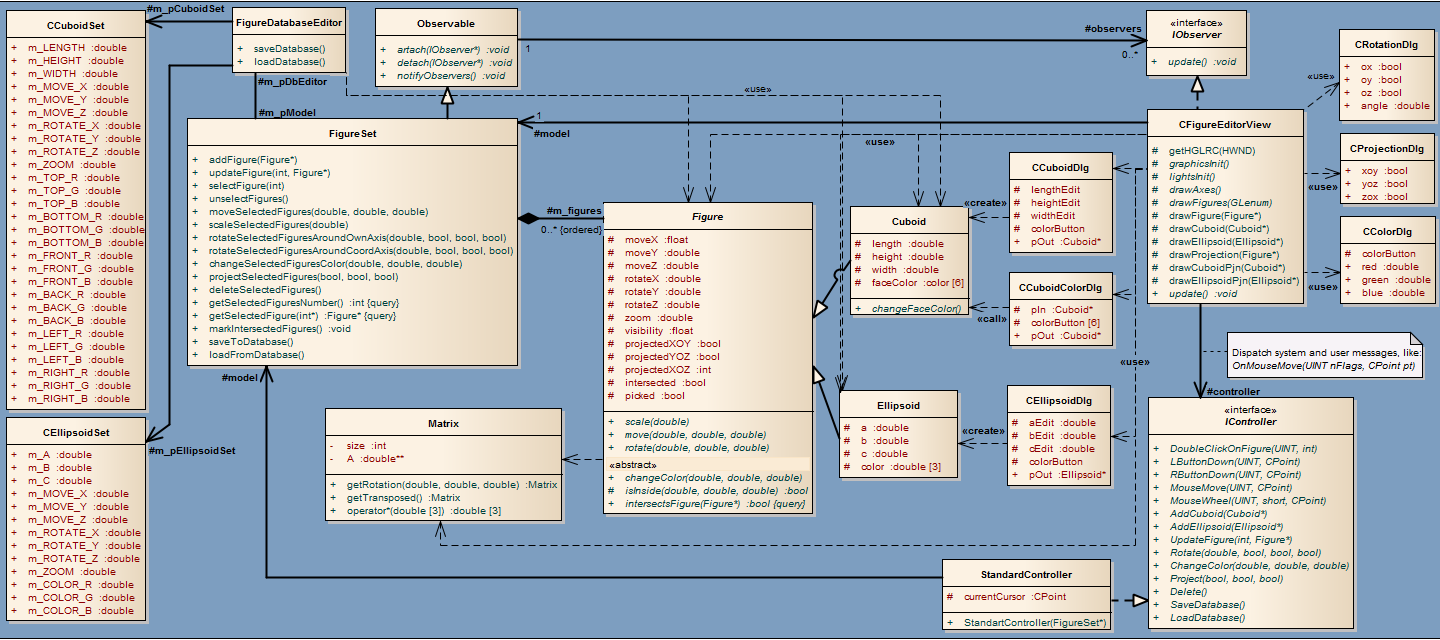 #m_pCuboidSet
CCuboidSet
+ m_LENGTH :double
+ m_HEIGHT :double
+ m_WIDTH :double
+ m_MOVE_X :double
+ m_MOVE_Y :double
+ m_MOVE_Z :double
+ m_ROTATE_X :double
+ m_ROTATE_Y :double
+ m_ROTATE_Z :double
+ m_ZOOM :double
+ m_TOP_R :double
+ m_TOP_G :double
+ m_TOP_B :double
+ m_BOTTOM_R :double
+ m_BOTTOM_G :double
+ m_BOTTOM_B :double
+ m_FRONT_R :double
+ m_FRONT_G :double
+ m_FRONT_B :double
+ m_BACK_R :double
+ m_BACK_G :double
+ m_BACK_B :double
+ m_LEFT_R :double
+ m_LEFT_G :double
+ m_LEFT_B :double
+ m_RIGHT_R :double
+ m_RIGHT_G :double
+ m_RIGHT_B :double
CEllipsoidSet
+ m_A :double
+ m_B :double
+ m_C :double
+ m_MOVE_X :double
+ m_MOVE_Y :double
+ m_MOVE_Z :double
+ m_ROTATE_X :double
+ m_ROTATE_Y :double
+ m_ROTATE_Z :double
+ m_ZOOM :double
+ m_COLOR_R :double
+ m_COLOR_G :double
+ m_COLOR_B :double
#m_pEllipsoidSet
FigureDatabaseEditor
+ saveDatabase()
+ loadDatabase()
#m_pDbEditor
#m_pModel
Observable
+ artach(IObserver*) :void
+ detach(IObserver*) :void
+ notifyObservers() :void
1
#observers
0..*
«interface»
IObserver
+ update() :void
«use»
FigureSet
+ addFigure(Figure*)
+ updateFigure(int, Figure*)
+ selectFigure(int)
+ unselectFigures()
+ moveSelectedFigures(double, double, double)
+ scaleSelectedFigures(double)
+ rotateSelectedFiguresAroundOwnAxis(double, bool, bool, bool)
+ rotateSelectedFiguresAroundCoordAxis(double, bool, bool, bool)
+ changeSelectedFiguresColor(double, double, double)
+ projectSelectedFigures(bool, bool, bool)
+ deleteSelectedFigures()
+ getSelectedFiguresNumber() :int {query}
+ getSelectedFigure(int*) :Figure* {query}
+ markIntersectedFigures() :void
+ saveToDatabase()
+ loadFromDatabase()
1
#model
«use»
#m_figures
0..* {ordered}
#model
Figure
# moveX :float
# moveY :double
# moveZ :double
# rotateX :double
# rotateY :double
# rotateZ :double
# zoom :double
# visibility :float
# projectedXOY :bool
# projectedYOZ :bool
# projectedXOZ :int
# intersected :bool
# picked :bool
+ scale(double)
+ move(double, double, double)
+ rotate(double, double, double)
«abstract»
+ changeColor(double, double, double)
# isInside(double, double, double) :bool
+ intersectsFigure(Figure*) :bool {query}
Matrix
- size :int
- A :double**
+ getRotation(double, double, double) :Matrix
+ getTransposed() :Matrix
+ operator*(double [3]) :double [3]
Cuboid
# length :double
# height :double
# width :double
# faceColor :color [6]
+ changeFaceColor()
«create»
«call»
CCuboidDlg
# lengthEdit
# heightEdit
# widthEdit
# colorButton
+ pOut :Cuboid*
CCuboidColorDlg
# pIn :Cuboid*
# colorButton [6]
+ pOut :Cuboid*
Ellipsoid
# a :double
# b :double
# c :double
# color :double [3]
«create»
CEllipsoidDlg
# aEdit :double
# bEdit :double
# cEdit :double
# colorButton
+ pOut :Ellipsoid*
«use»
CFigureEditorView
# getHGLRC(HWND)
# graphicsInit()
# lightsInit()
# drawAxes()
# drawFigures(GLenum)
# drawFigure(Figure*)
# drawCuboid(Cuboid*)
# drawEllipsoid(Ellipsoid*)
# drawProjection(Figure*)
# drawCuboidPjn(Cuboid*)
# drawEllipsoidPjn(Ellipsoid*)
+ update() :void
«use»
CRotationDlg
+ ox :bool
+ oy :bool
+ oz :bool
+ angle :double
«use»
CProjectionDlg
+ xoy :bool
+ yoz :bool
+ zox :bool
«use»
CColorDlg
# colorButton
+ red :double
+ green :double
+ blue :double
Dispatch system and user messages, like:
OnMouseMove(UINT nFlags, CPoint pt)
#controller
«interface»
IController
+ DoubleClickOnFigure(UINT, int)
+ LButtonDown(UINT, CPoint)
+ RButtonDown(UINT, CPoint)
+ MouseMove(UINT, CPoint)
+ MouseWheel(UINT, short, CPoint)
+ AddCuboid(Cuboid*)
+ AddEllipsoid(Ellipsoid*)
+ UpdateFigure(int, Figure*)
+ Rotate(double, bool, bool, bool)
+ ChangeColor(double, double, double)
+ Project(bool, bool, bool)
+ Delete()
+ SaveDatabase()
+ LoadDatabase()
StandardController
# currentCursor :CPoint
+ StandartController(FigureSet*)